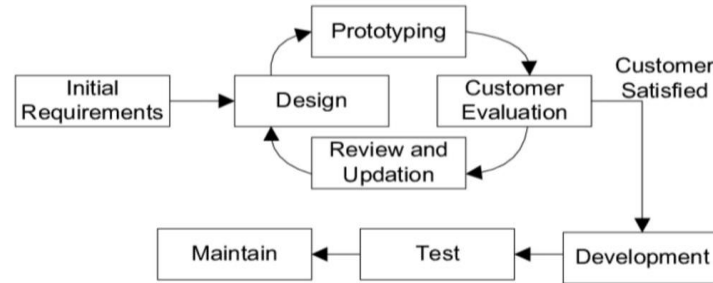 Prototyping
Customer
Satisfied
Initial
Requirements
Design
Customer
Evaluation
Review and
Updation
Maintain
Test
Development